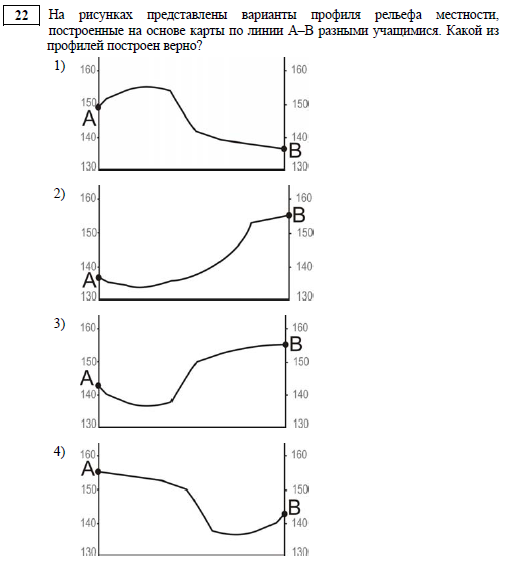 22 На рисунках представлены варианты профиля рельефа местности,
построенные на основе карты по линии А–В разными учащимися. Какой из
профилей построен верно?
1)
160 160
150 150
A
140 140
B
130 130
2)
160 160
B
150 150
140 140
A
130 130
3)
160 160
B
150 150
A
140 140
130 130
4)
160 160
A
150 150
B
140 140
130 130